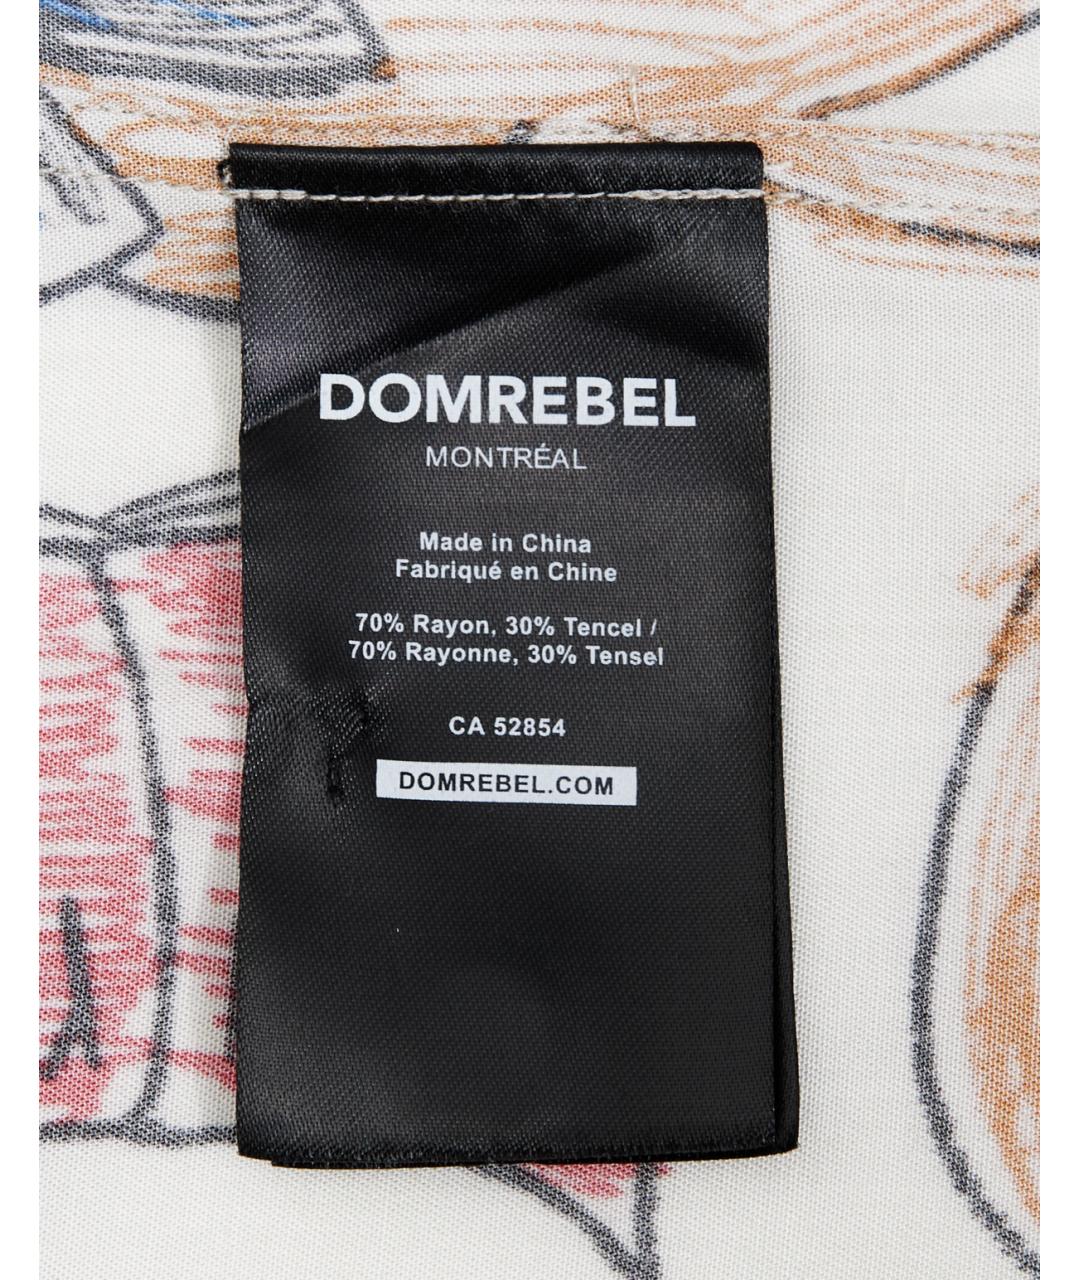 DOMREBEL
MONTRÉAL
Made in China
Fabriqué en Chine
70% Rayon, 30% Tencel /
70% Rayonne, 30% Tensel
CA 52854
DOMREBEL.COM